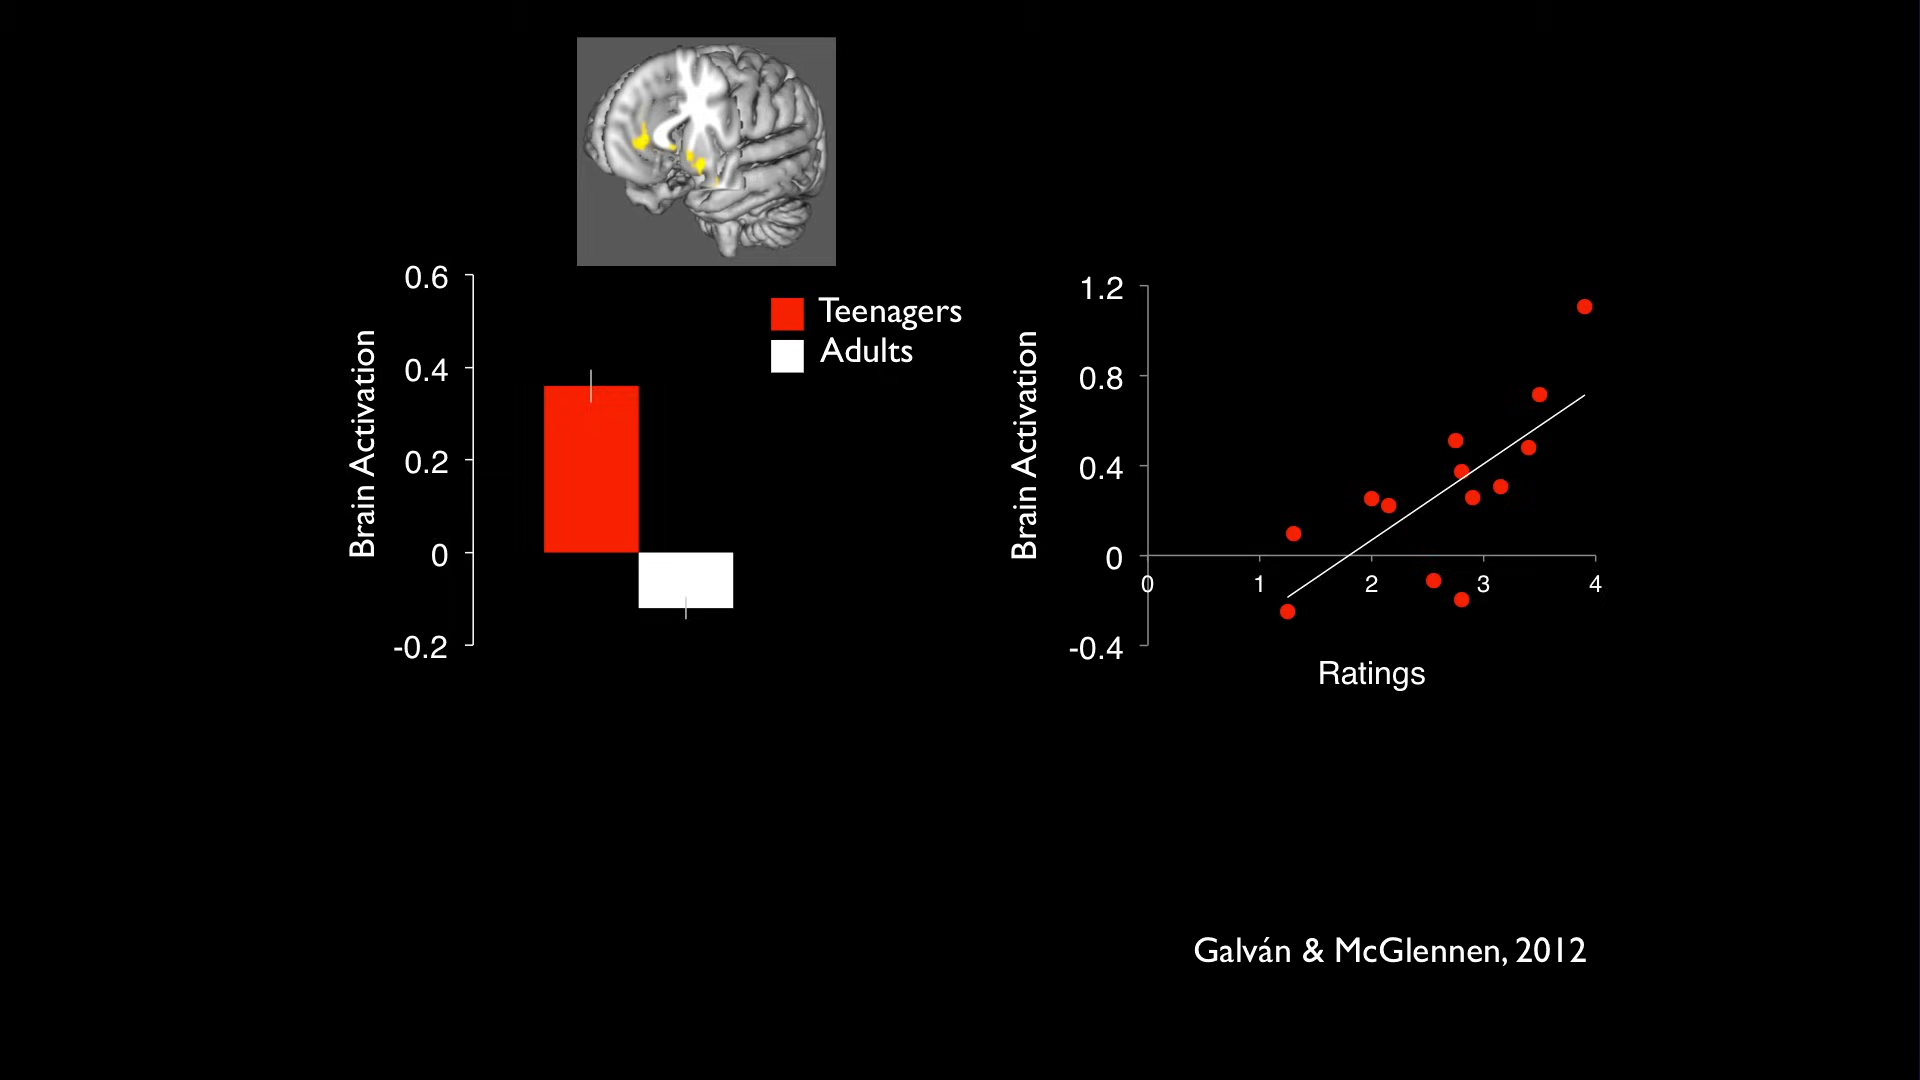 0.6
0.4
0.2
0
-0.2
Brain Activation
Teenagers
Adults
1.2
0.8
0.4
0
-0.4
Brain Activation
0 1 2 3 4
Ratings
Galván & McGlennen, 2012